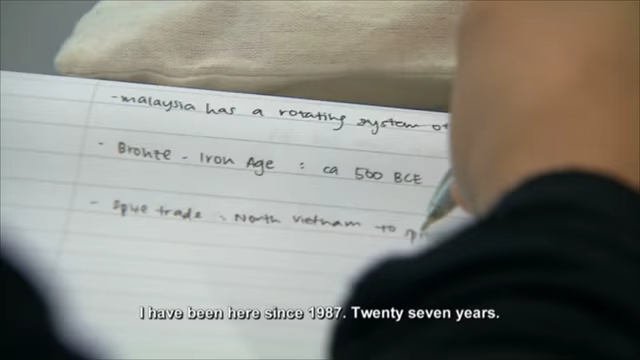 - malaysia has a rotating system
- Bronze - Iron Age : ca 500 BCE
- trade : North Vietnam to
I have been here since 1987. Twenty seven years.